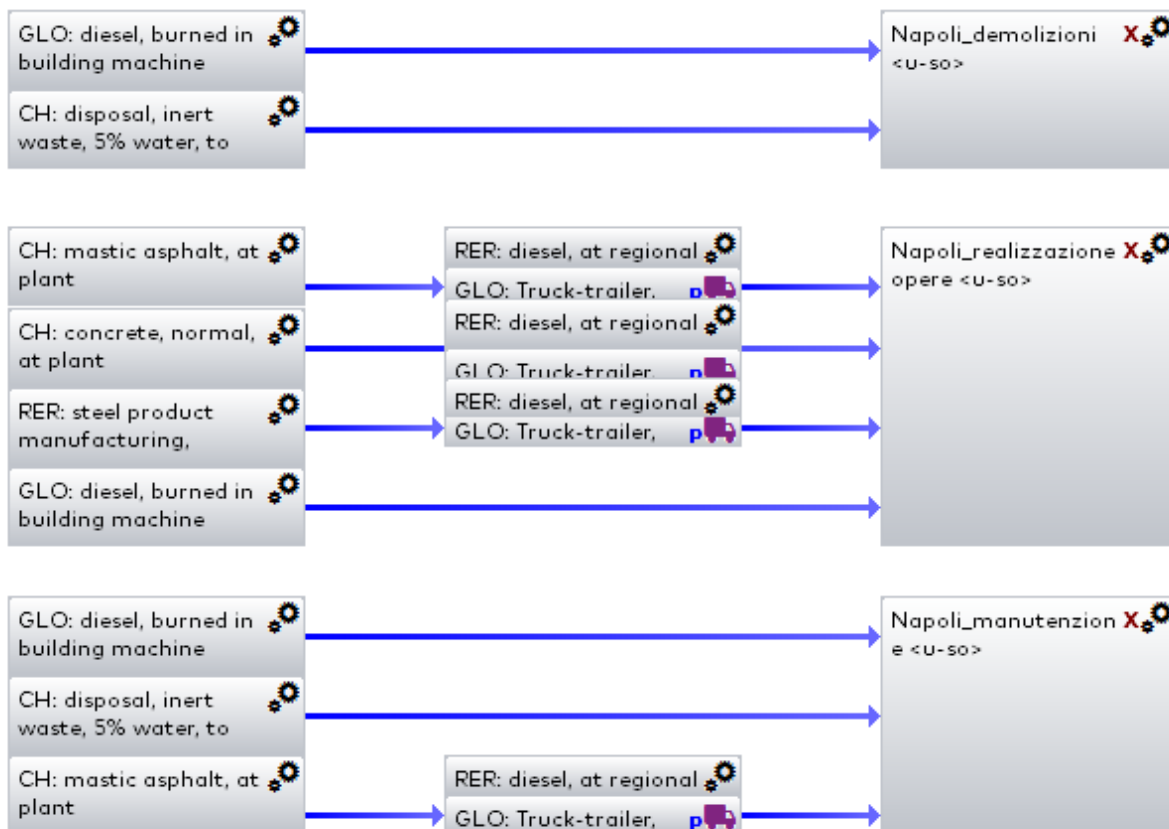 GLO: diesel, burned in
building machine
Napoli_demolizioni X
<u-so>
CH: disposal, inert
waste, 5% water, to
CH: mastic asphalt, at
plant
RER: diesel, at regional
GLO: Truck-trailer, p
Napoli_realizzazione X
opere <u-so>
CH: concrete, normal,
at plant
RER: diesel, at regional
GLO: Truck-trailer, p
RER: steel product
manufacturing,
RER: diesel, at regional
GLO: Truck-trailer, p
GLO: diesel, burned in
building machine
GLO: diesel, burned in
building machine
Napoli_manutenzion X
e <u-so>
CH: disposal, inert
waste, 5% water, to
CH: mastic asphalt, at
plant
RER: diesel, at regional
GLO: Truck-trailer, p